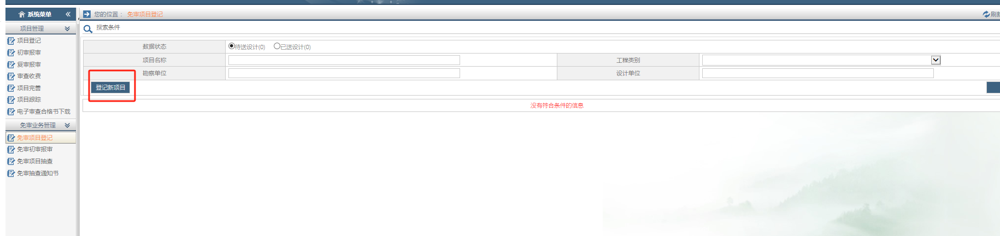 系统菜单
您的位置： 免审项目登记
刷新
项目管理
搜索条件
项目登记
数据状态 待送设计(0) 已送设计(0)
初审报审
项目名称 工程类别
复审报审
勘察单位 设计单位
审查收费
登记新项目
项目完善
项目跟踪
没有符合条件的信息
电子审查合格书下载
免审业务管理
免审项目登记
免审初审报审
免审项目抽查
免审抽查通知书